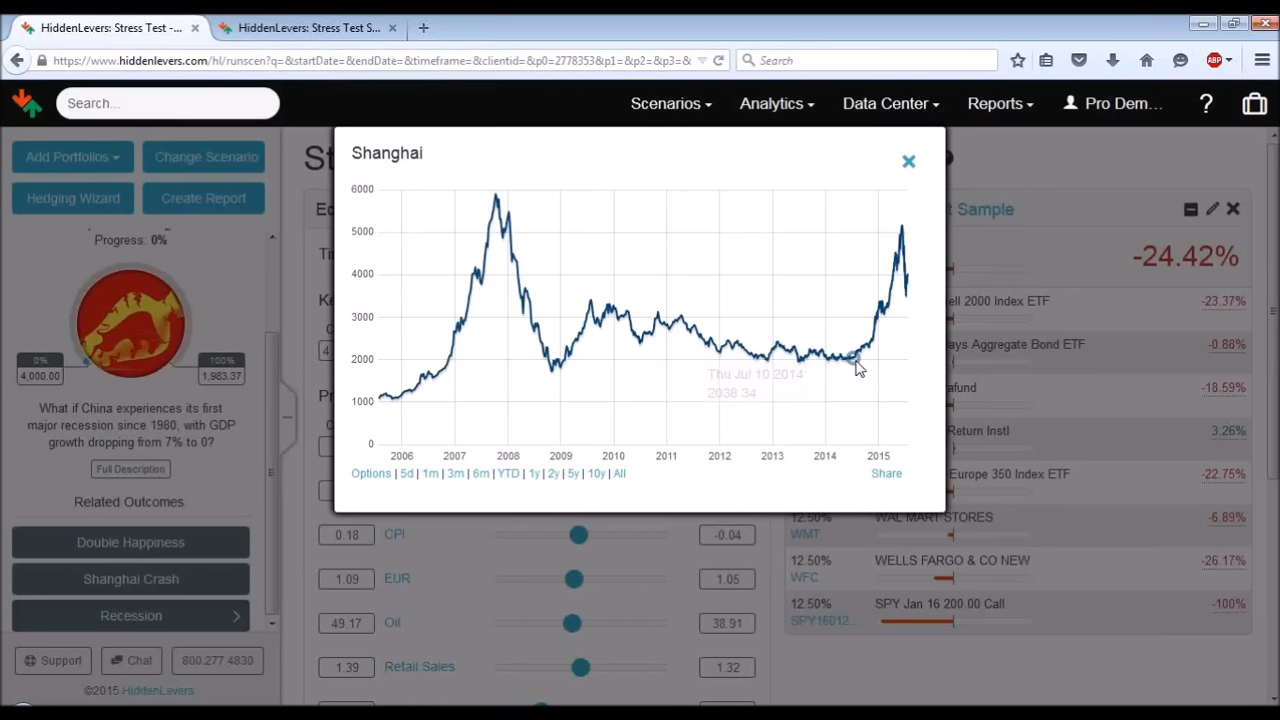 HiddenLevers: Stress Test -...
HiddenLevers: Stress Test S...
https://www.hiddenlevers.com/hl/runscen?q=&startDate=&endDate=&timeframe=&clientid=&p0=2778353&p1=&p2=&p3=&
Search
ABP
Search...
Scenarios
Analytics
Data Center
Reports
Pro Dem...
?
Add Portfolios
Change Scenario
Hedging Wizard
Create Report
Progress: 0%
0%
4,000.00
100%
1,983.37
What if China experiences its first
major recession since 1980, with GDP
growth dropping from 7% to 0?
Full Description
Related Outcomes
Double Happiness
Shanghai Crash
Recession
Support
Chat
800.277.4830
©2015 HiddenLevers
Shanghai
6000
5000
4000
3000
2000
1000
0
Thu Jul 10 2014
2038.34
2006 2007 2008 2009 2010 2011 2012 2013 2014 2015
Options | 5d | 1m | 3m | 6m | YTD | 1y | 2y | 5y | 10y | All
Share
0.18 CPI -0.04
1.09 EUR 1.05
49.17 Oil 38.91
1.39 Retail Sales 1.32
Sample
-24.42%
2000 Index ETF -23.37%
Aggregate Bond ETF -0.88%
-18.59%
Return Instl 3.26%
Europe 350 Index ETF -22.75%
12.50% WAL MART STORES -6.89%
WMT
12.50% WELLS FARGO & CO NEW -26.17%
WFC
12.50% SPY Jan 16 200.00 Call -100%
SPY16012...